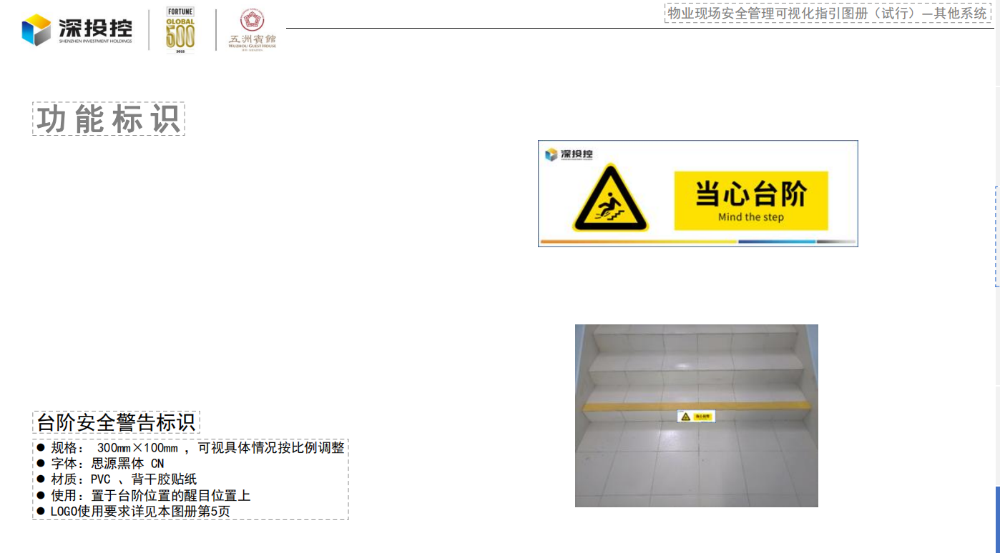 深投控
SHENZHEN INVESTMENT HOLDINGS
FORTUNE
GLOBAL
500
2022
五洲賓館
WUZHOU GUEST HOUSE
物业现场安全管理可视化指引图册（试行）—其他系统
功能标识
深投控
当心台阶
Mind the step
当心台阶
台阶安全警告标识
● 规格： 300mm×100mm ，可视具体情况按比例调整
● 字体：思源黑体 CN
● 材质：PVC 、背干胶贴纸
● 使用：置于台阶位置的醒目位置上
● LOGO使用要求详见本图册第5页